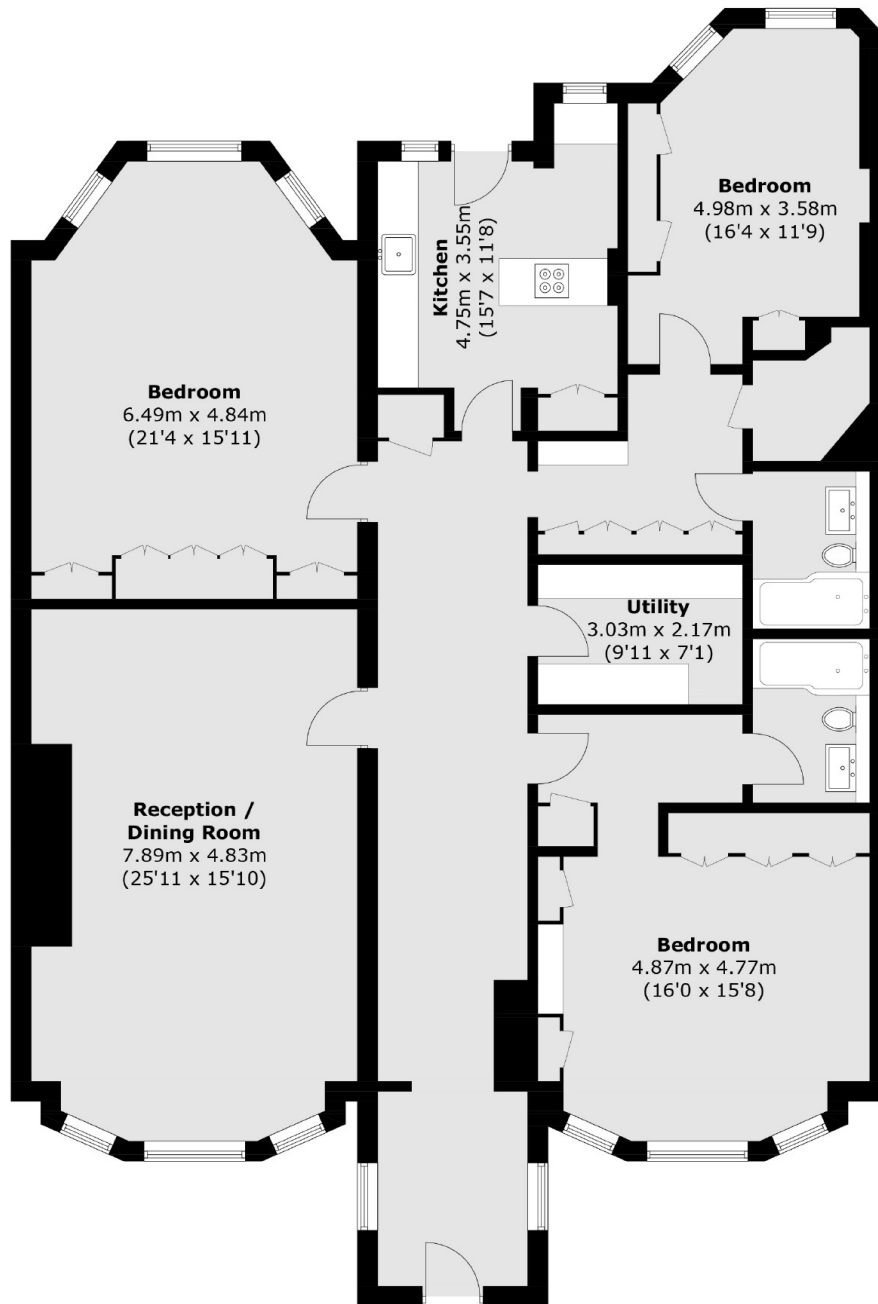 Bedroom
4.98m x 3.58m
(16'4 x 11'9)
Kitchen
4.75m x 3.55m
(15'7 x 11'8)
Bedroom
6.49m x 4.84m
(21'4 x 15'11)
Utility
3.03m x 2.17m
(9'11 x 7'1)
Reception /
Dining Room
7.89m x 4.83m
(25'11 x 15'10)
Bedroom
4.87m x 4.77m
(16'0 x 15'8)